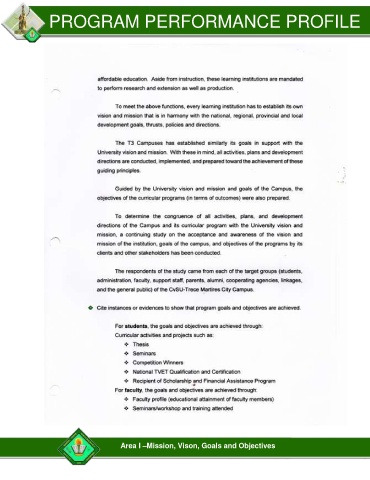 PROGRAM PERFORMANCE PROFILE
affordable education. Aside from instruction, these learning institutions are mandated
to perform research and extension as well as production.
To meet the above functions, every learning institution has to establish its own
vision and mission that is in harmony with the national, regional, provincial and local
development goals, thrusts, policies and directions.
The T3 Campuses has established similarly its goals in support with the
University vision and mission. With these in mind, all activities, plans and development
directions are conducted, implemented, and prepared toward the achievement of these
guiding principles.
Guided by the University vision and mission and goals of the Campus, the
objectives of the curricular programs (in terms of outcomes) were also prepared.
To determine the congruence of all activities, plans, and development
directions of the Campus and its curricular program with the University vision and
mission, a continuing study on the acceptance and awareness of the vision and
mission of the institution, goals of the campus, and objectives of the programs by its
clients and other stakeholders has been conducted.
The respondents of the study came from each of the target groups (students,
administration, faculty, support staff, parents, alumni, cooperating agencies, linkages,
and the general public) of the CvSU-Trece Martires City Campus.
❖ Cite instances or evidences to show that program goals and objectives are achieved.
For students, the goals and objectives are achieved through:
Curricular activities and projects such as:
❖ Thesis
❖ Seminars
❖ Competition Winners
❖ National TVET Qualification and Certification
❖ Recipient of Scholarship and Financial Assistance Program
For faculty, the goals and objectives are achieved through:
❖ Faculty profile (educational attainment of faculty members)
❖ Seminars/workshop and training attended
Area I –Mission, Vison, Goals and Objectives